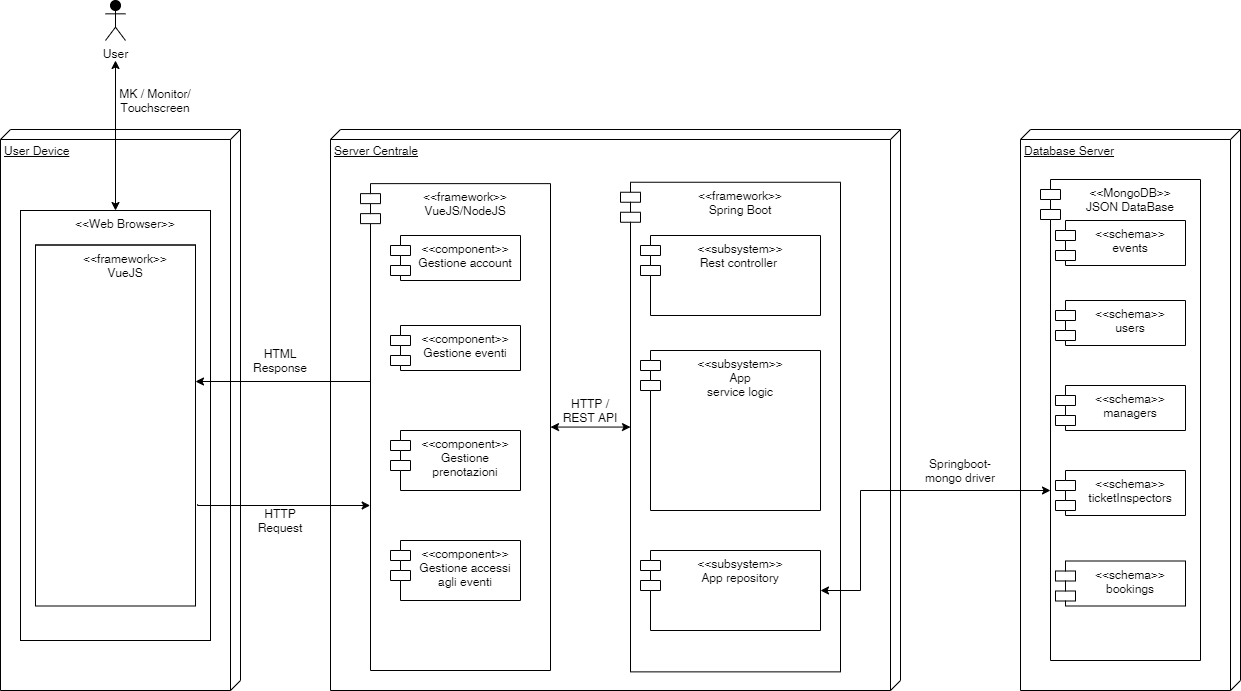 User
MK / Monitor/
Touchscreen
User Device
<<Web Browser>>
<<framework>>
VueJS
HTML
Response
HTTP
Request
Server Centrale
<<framework>>
VueJS/NodeJS
<<component>>
Gestione account
<<component>>
Gestione eventi
<<component>>
Gestione
prenotazioni
<<component>>
Gestione accessi
agli eventi
HTTP /
REST API
<<framework>>
Spring Boot
<<subsystem>>
Rest controller
<<subsystem>>
App
service logic
<<subsystem>>
App repository
Springboot-
mongo driver
Database Server
<<MongoDB>>
JSON DataBase
<<schema>>
events
<<schema>>
users
<<schema>>
managers
<<schema>>
ticketInspectors
<<schema>>
bookings